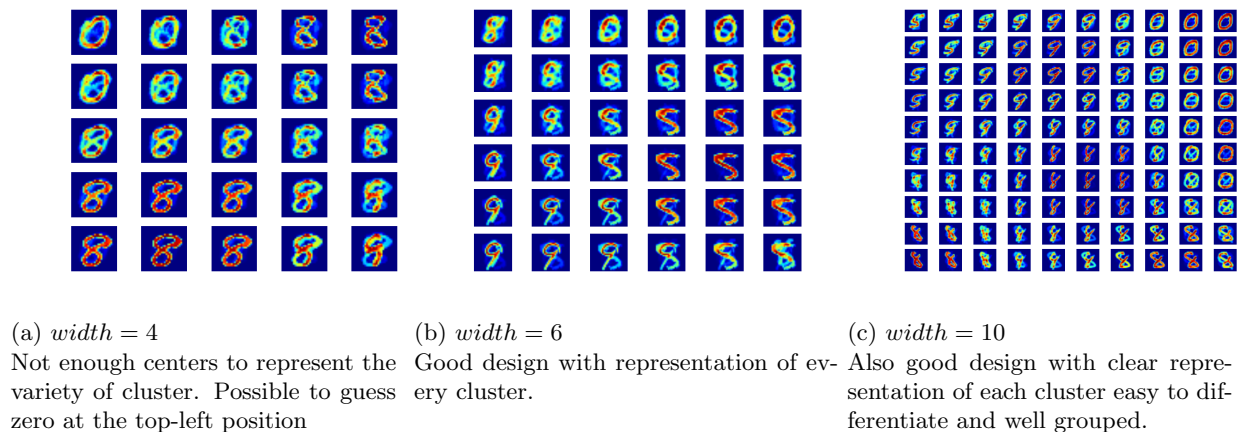 (a) width = 4
Not enough centers to represent the
variety of cluster. Possible to guess
zero at the top-left position
(b) width = 6
Good design with representation of ev-
ery cluster.
(c) width = 10
Also good design with clear repre-
sentation of each cluster easy to dif-
ferentiate and well grouped.